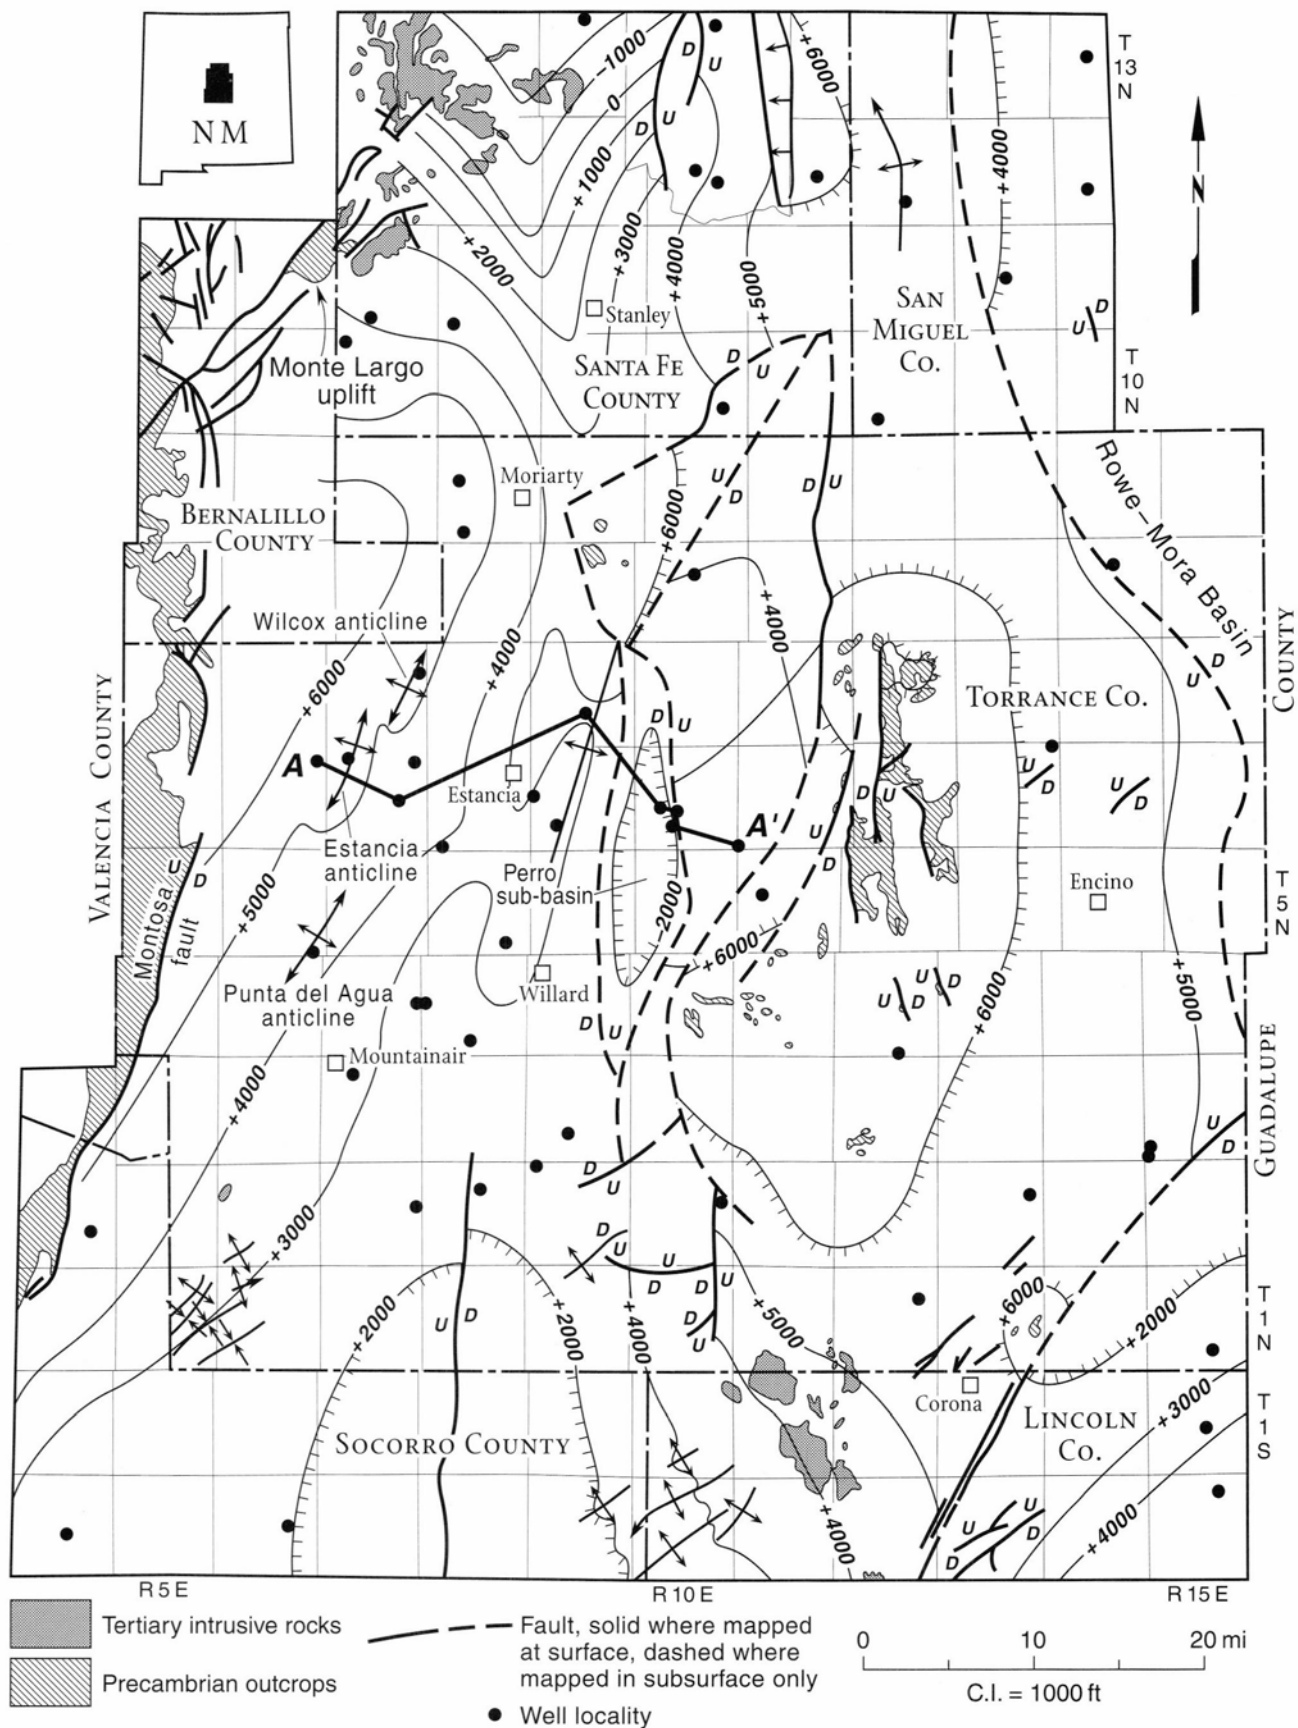 NM
N
T
13
N
T
10
N
T
5
N
T
1
N
T
1
S
-1000
0
+1000
+2000
+3000
+4000
+5000
+6000
+4000
D
U
D
U
Stanley
SAN
MIGUEL
CO.
U
D
SANTA FE
COUNTY
D
U
Monte Largo
uplift
Moriarty
BERNALILLO
COUNTY
+6000
U
D
D
U
Rowe-Mora Basin
Wilcox anticline
+4000
+4000
+6000
D
U
COUNTY
VALENCIA COUNTY
TORRANCE CO.
D
U
A
Estancia
A'
U
D
U
D
D
U
U
D
Estancia
anticline
Perro
sub-basin
-2000
Encino
U
D
Montosa
fault
+5000
+6000
Punta del Agua
anticline
Willard
D
U
U
D
U
D
+6000
+5000
Mountainair
+4000
GUADALUPE
U
D
D
U
+3000
D
U
U
D
D
U
D
U
+2000
U
D
+2000
+4000
+5000
+6000
+2000
Corona
SOCORRO COUNTY
LINCOLN
CO.
+3000
+4000
+4000
U
U
D
D
R 5 E
R 10 E
R 15 E
Tertiary intrusive rocks
Precambrian outcrops
Fault, solid where mapped
at surface, dashed where
mapped in subsurface only
Well locality
0
10
20 mi
C.I. = 1000 ft